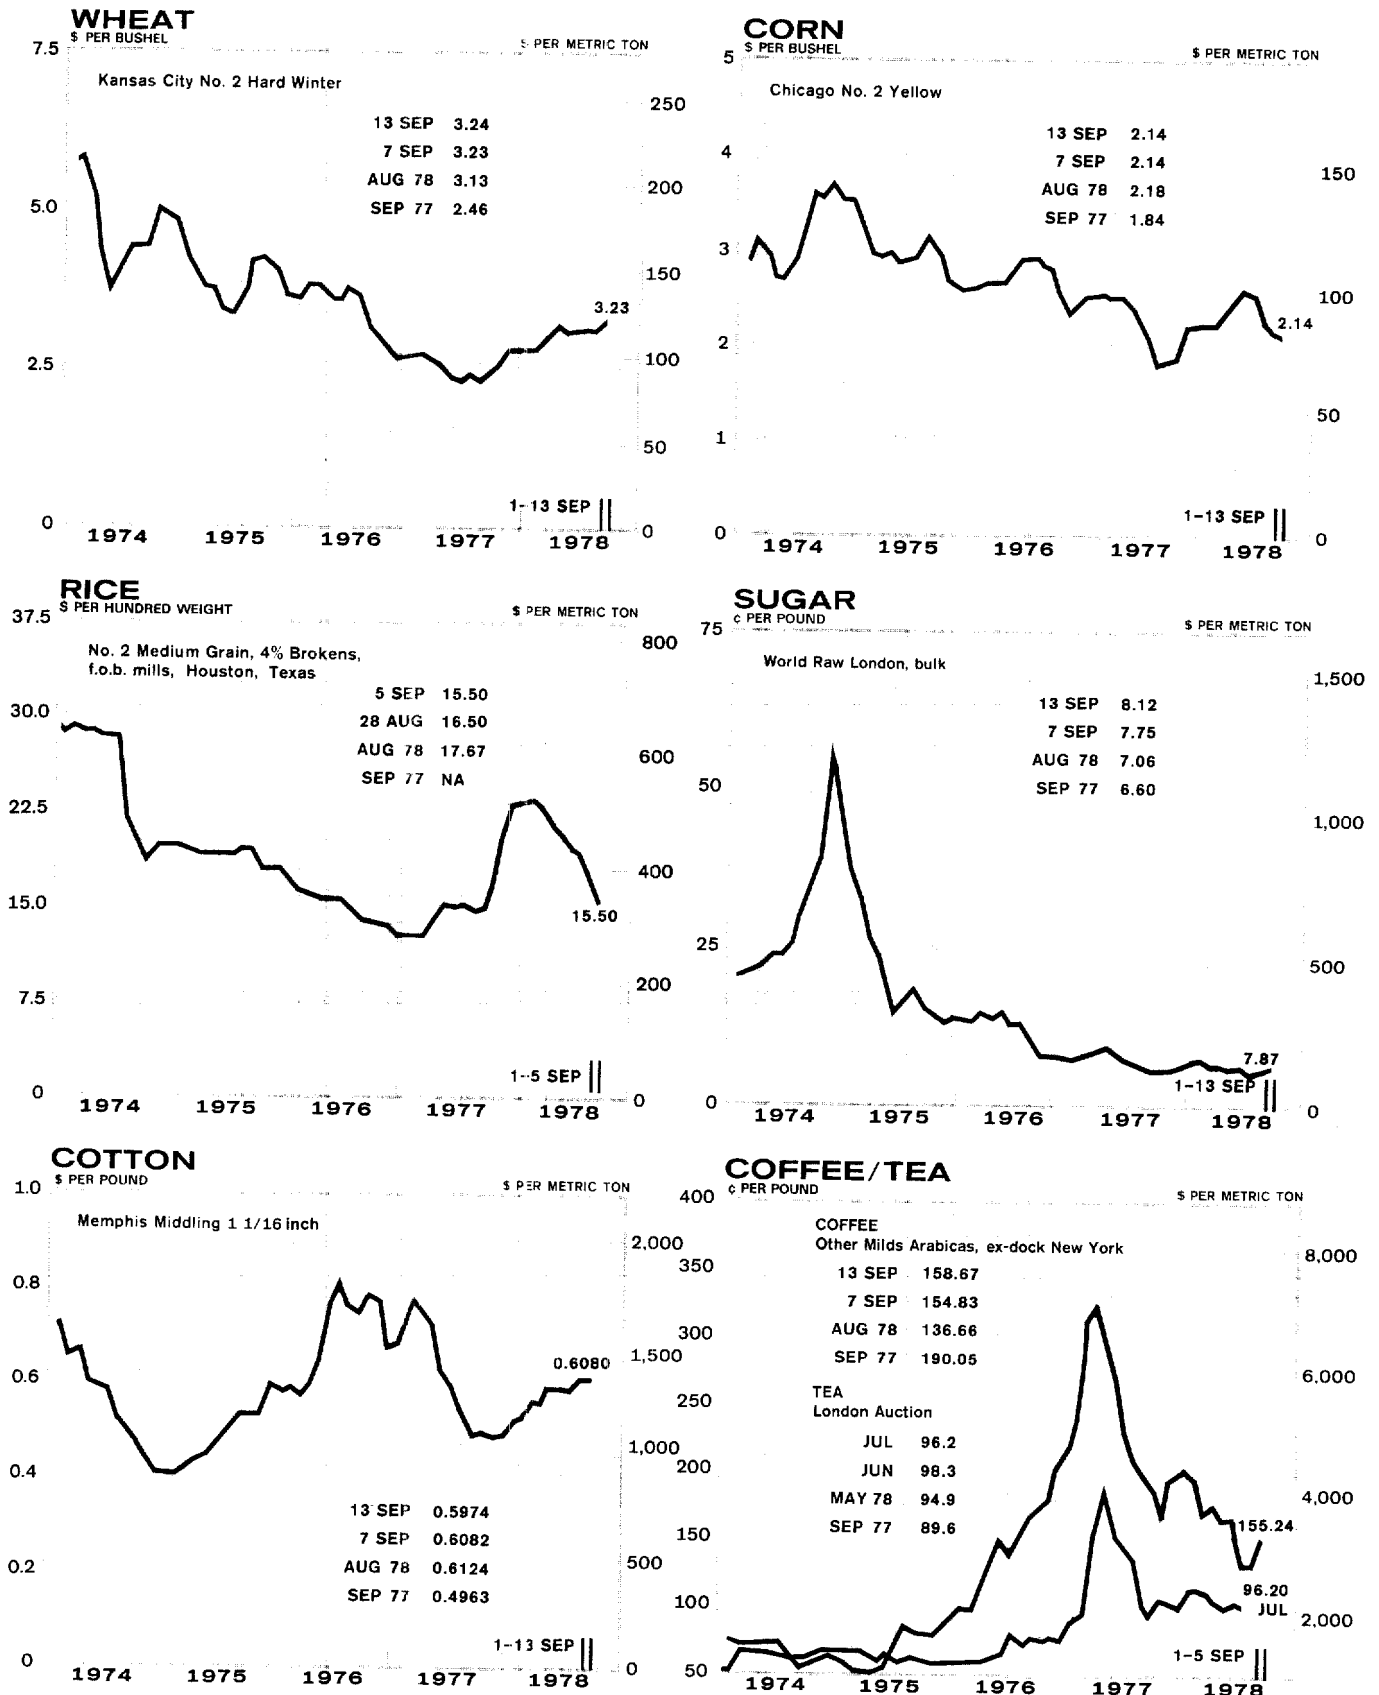 WHEAT
$ PER BUSHEL
$ PER METRIC TON
7.5
Kansas City No. 2 Hard Winter
250
13 SEP 3.24
7 SEP 3.23
AUG 78 3.13
SEP 77 2.46
200
5.0
150
3.23
2.5
100
50
1-13 SEP
0
0
1974 1975 1976 1977 1978
CORN
$ PER BUSHEL
$ PER METRIC TON
5
Chicago No. 2 Yellow
13 SEP 2.14
7 SEP 2.14
AUG 78 2.18
SEP 77 1.84
4
150
3
100
2.14
2
50
1
1-13 SEP
0
0
1974 1975 1976 1977 1978
RICE
$ PER HUNDRED WEIGHT
$ PER METRIC TON
37.5
800
No. 2 Medium Grain, 4% Brokens,
f.o.b. mills, Houston, Texas
5 SEP 15.50
28 AUG 16.50
AUG 78 17.67
SEP 77 NA
30.0
600
22.5
400
15.0
15.50
200
7.5
1-5 SEP
0
0
1974 1975 1976 1977 1978
SUGAR
¢ PER POUND
$ PER METRIC TON
75
World Raw London, bulk
1,500
13 SEP 8.12
7 SEP 7.75
AUG 78 7.06
SEP 77 6.60
50
1,000
25
500
7.87
1-13 SEP
0
0
1974 1975 1976 1977 1978
COTTON
$ PER POUND
$ PER METRIC TON
1.0
Memphis Middling 1 1/16 inch
2,000
0.8
0.6080
1,500
0.6
1,000
0.4
13 SEP 0.5974
7 SEP 0.6082
AUG 78 0.6124
SEP 77 0.4963
500
0.2
1-13 SEP
0
0
1974 1975 1976 1977 1978
COFFEE/TEA
¢ PER POUND
$ PER METRIC TON
400
COFFEE
Other Milds Arabicas, ex-dock New York
8,000
350
13 SEP 158.67
7 SEP 154.83
AUG 78 136.66
SEP 77 190.05
300
6,000
TEA
London Auction
250
JUL 96.2
JUN 98.3
MAY 78 94.9
SEP 77 89.6
200
4,000
155.24
150
96.20
JUL
100
2,000
1-5 SEP
50
1974 1975 1976 1977 1978